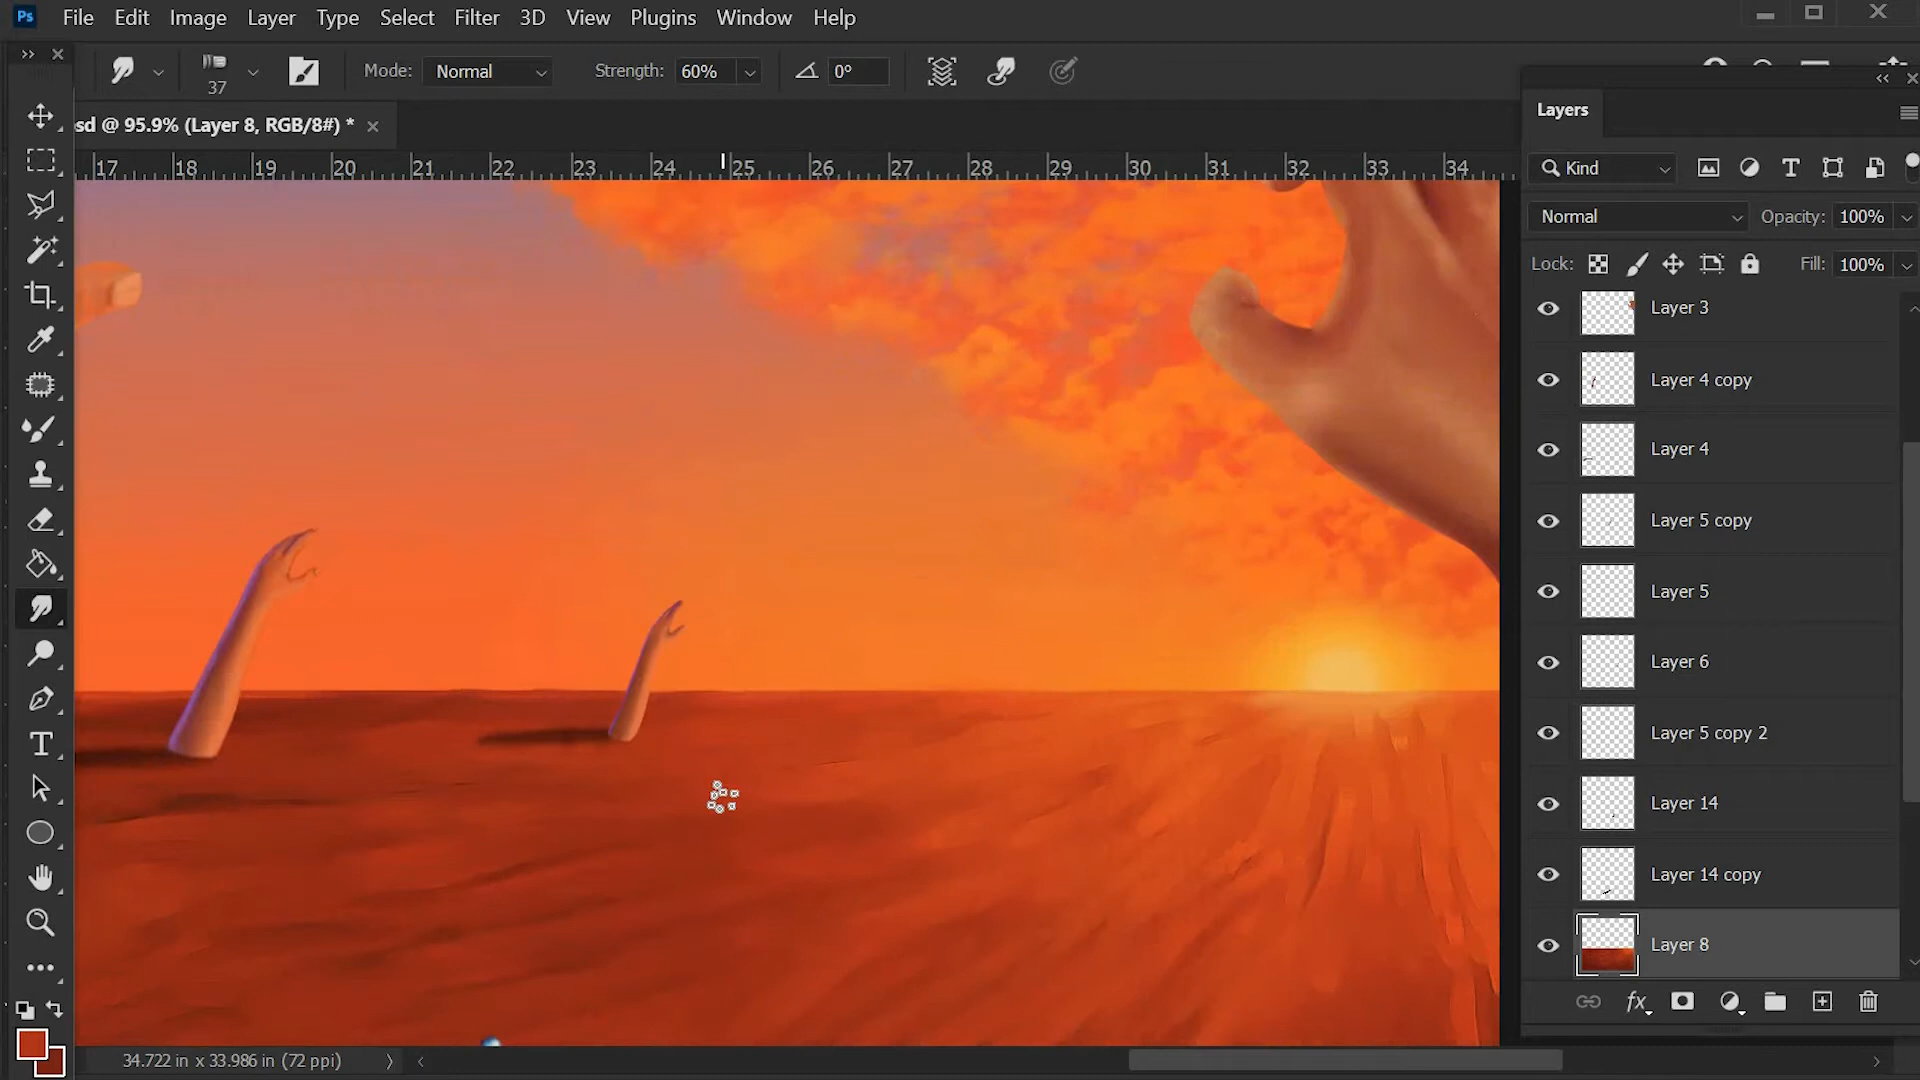 Ps File Edit Image Layer Type Select Filter 3D View Plugins Window Help
37 Mode: Normal Strength: 60% 0°
sd @ 95.9% (Layer 8, RGB/8#) *
17 18 19 20 21 22 23 24 25 26 27 28 29 30 31 32 33 34
Layers
Kind
Normal Opacity: 100%
Lock: Fill: 100%
Layer 3
Layer 4 copy
Layer 4
Layer 5 copy
Layer 5
Layer 6
Layer 5 copy 2
Layer 14
Layer 14 copy
Layer 8
fx
34.722 in x 33.986 in (72 ppi)